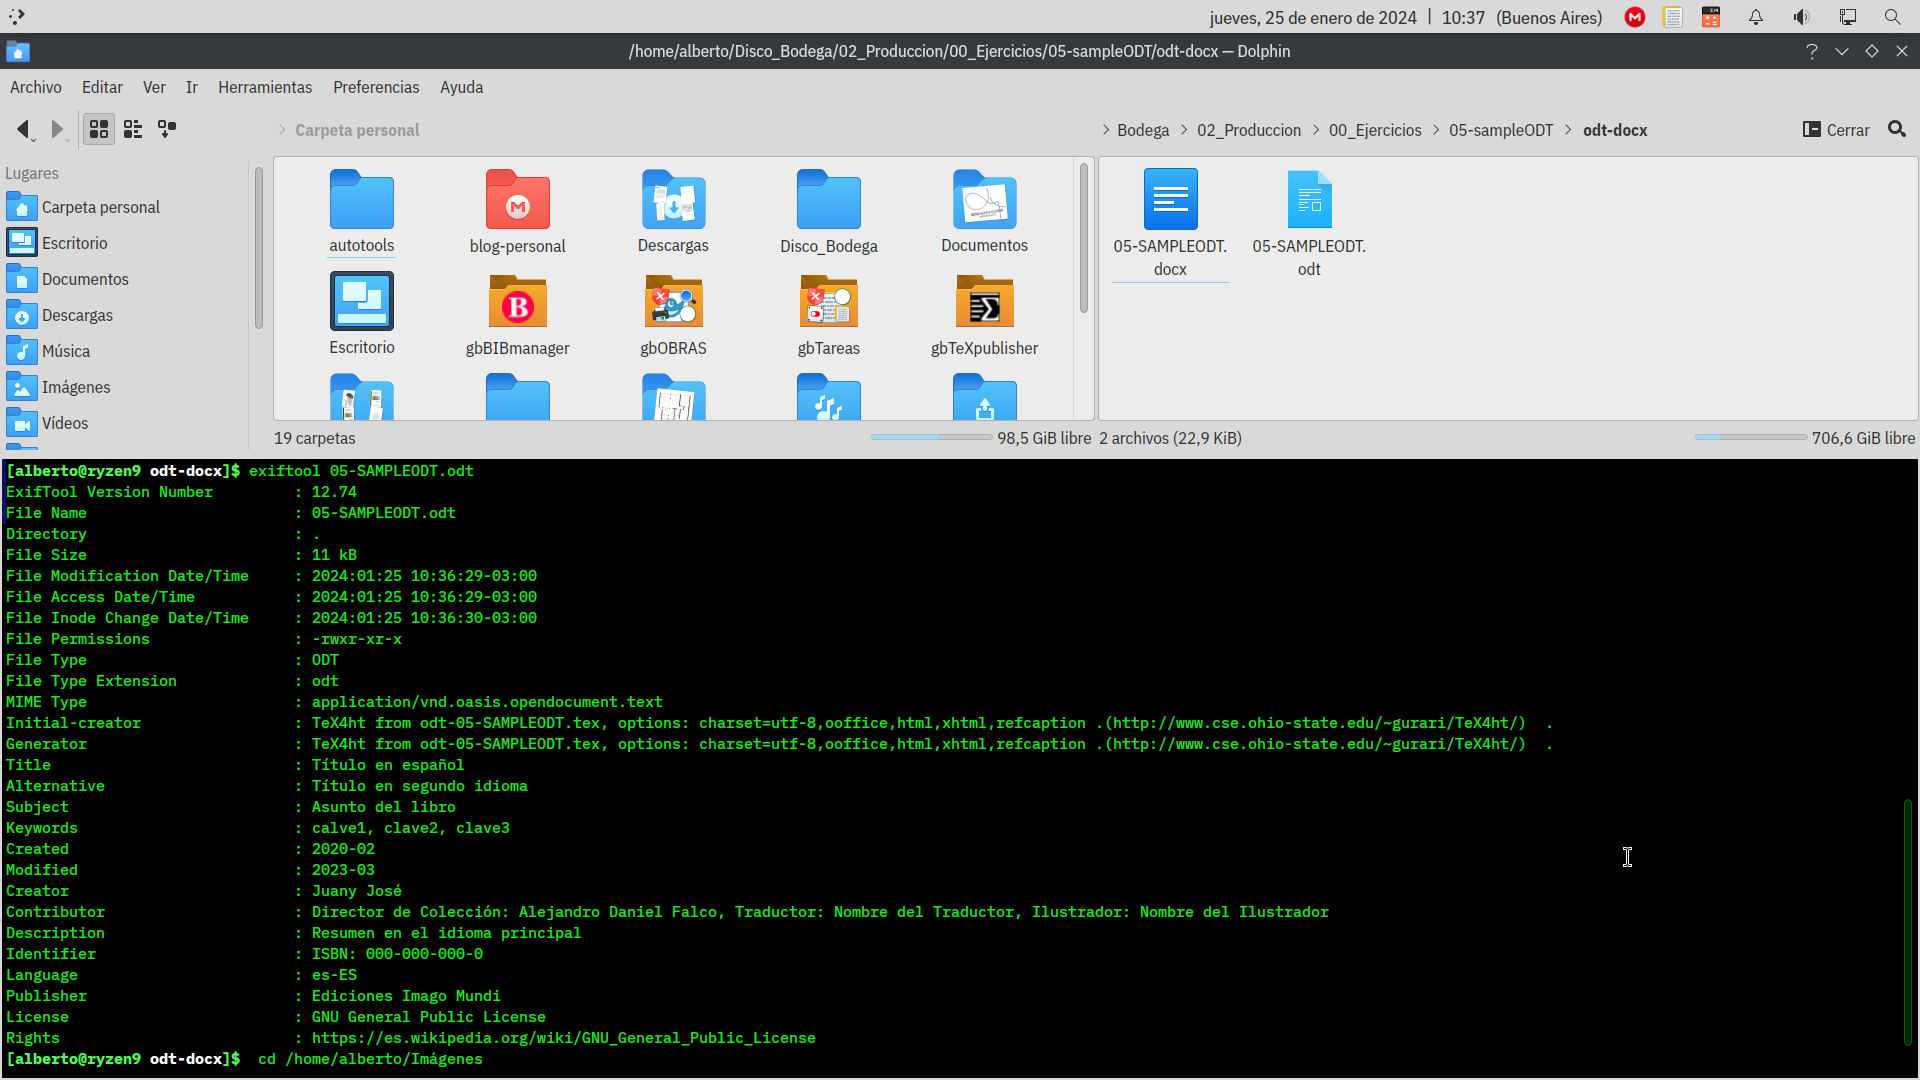 jueves, 25 de enero de 2024 | 10:37 (Buenos Aires)
/home/alberto/Disco_Bodega/02_Produccion/00_Ejercicios/05-sampleODT/odt-docx — Dolphin
Archivo Editar Ver Ir Herramientas Preferencias Ayuda
> Carpeta personal
> Bodega > 02_Produccion > 00_Ejercicios > 05-sampleODT > odt-docx
Cerrar
Lugares
Carpeta personal
Escritorio
Documentos
Descargas
Música
Imágenes
Vídeos
autotools blog-personal Descargas Disco_Bodega Documentos
Escritorio gbBIBmanager gbOBRAS gbTareas gbTeXpublisher
19 carpetas 98,5 GiB libre
05-SAMPLEODT. 05-SAMPLEODT.
docx odt
2 archivos (22,9 KiB) 706,6 GiB libre
[alberto@ryzen9 odt-docx]$ exiftool 05-SAMPLEODT.odt
ExifTool Version Number : 12.74
File Name : 05-SAMPLEODT.odt
Directory : .
File Size : 11 kB
File Modification Date/Time : 2024:01:25 10:36:29-03:00
File Access Date/Time : 2024:01:25 10:36:29-03:00
File Inode Change Date/Time : 2024:01:25 10:36:30-03:00
File Permissions : -rwxr-xr-x
File Type : ODT
File Type Extension : odt
MIME Type : application/vnd.oasis.opendocument.text
Initial-creator : TeX4ht from odt-05-SAMPLEODT.tex, options: charset=utf-8,ooffice,html,xhtml,refcaption .(http://www.cse.ohio-state.edu/~gurari/TeX4ht/) .
Generator : TeX4ht from odt-05-SAMPLEODT.tex, options: charset=utf-8,ooffice,html,xhtml,refcaption .(http://www.cse.ohio-state.edu/~gurari/TeX4ht/) .
Title : Título en español
Alternative : Título en segundo idioma
Subject : Asunto del libro
Keywords : calve1, clave2, clave3
Created : 2020-02
Modified : 2023-03
Creator : Juany José
Contributor : Director de Colección: Alejandro Daniel Falco, Traductor: Nombre del Traductor, Ilustrador: Nombre del Ilustrador
Description : Resumen en el idioma principal
Identifier : ISBN: 000-000-000-0
Language : es-ES
Publisher : Ediciones Imago Mundi
License : GNU General Public License
Rights : https://es.wikipedia.org/wiki/GNU_General_Public_License
[alberto@ryzen9 odt-docx]$ cd /home/alberto/Imágenes